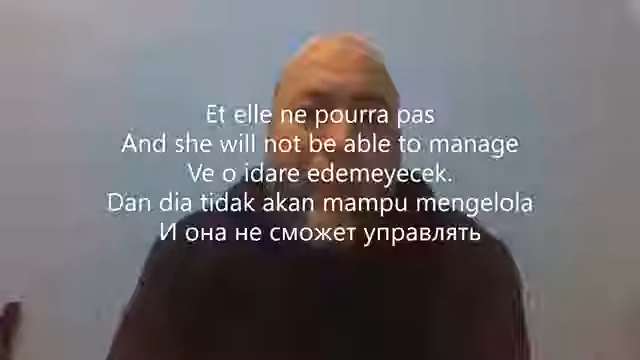 Et elle ne pourra pas
And she will not be able to manage
Ve o idare edemeyecek.
Dan dia tidak akan mampu mengelola
И она не сможет управлять